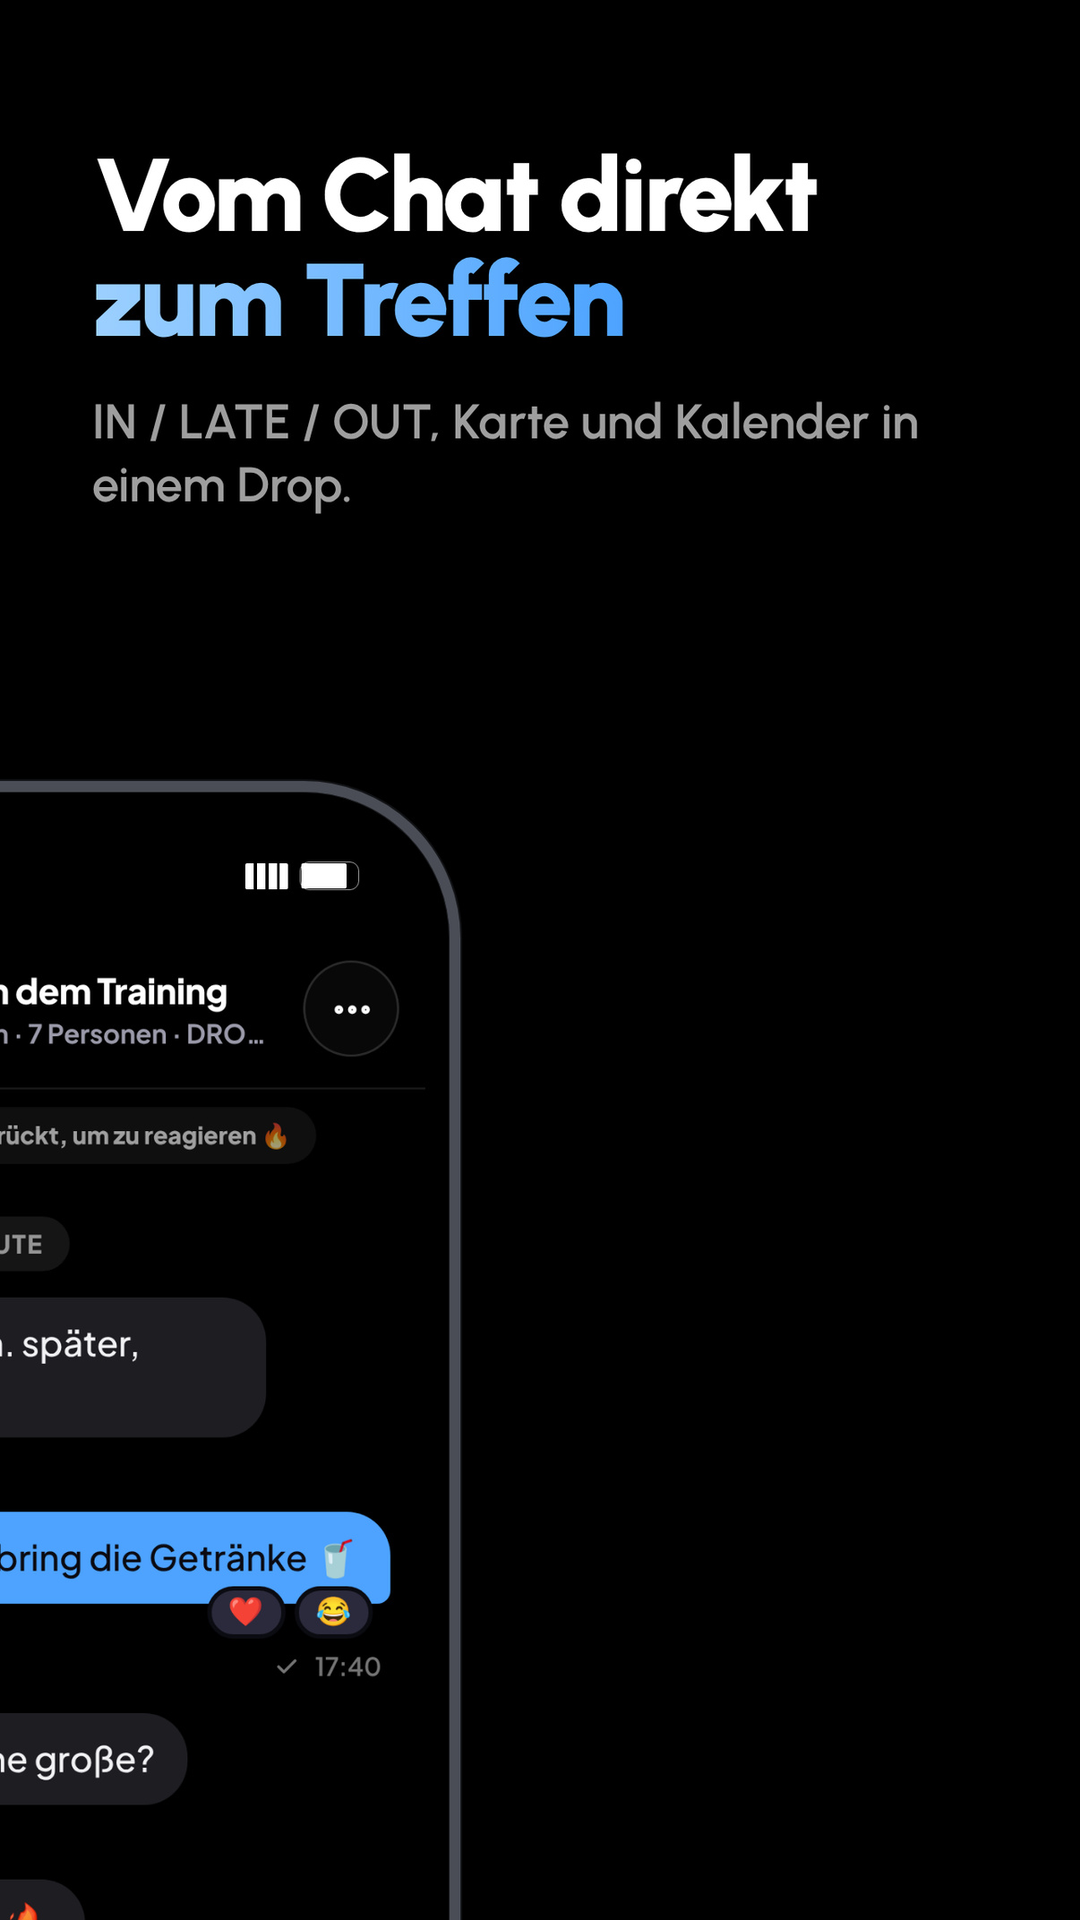 Vom Chat direkt
zum Treffen
IN / LATE / OUT, Karte und Kalender in
einem Drop.
dem Training
· 7 Personen · DRO...
rückt, um zu reagieren 🔥
UTE
. später,
bring die Getränke 🥤
❤️ 😂
✓ 17:40
ne große?
🔥